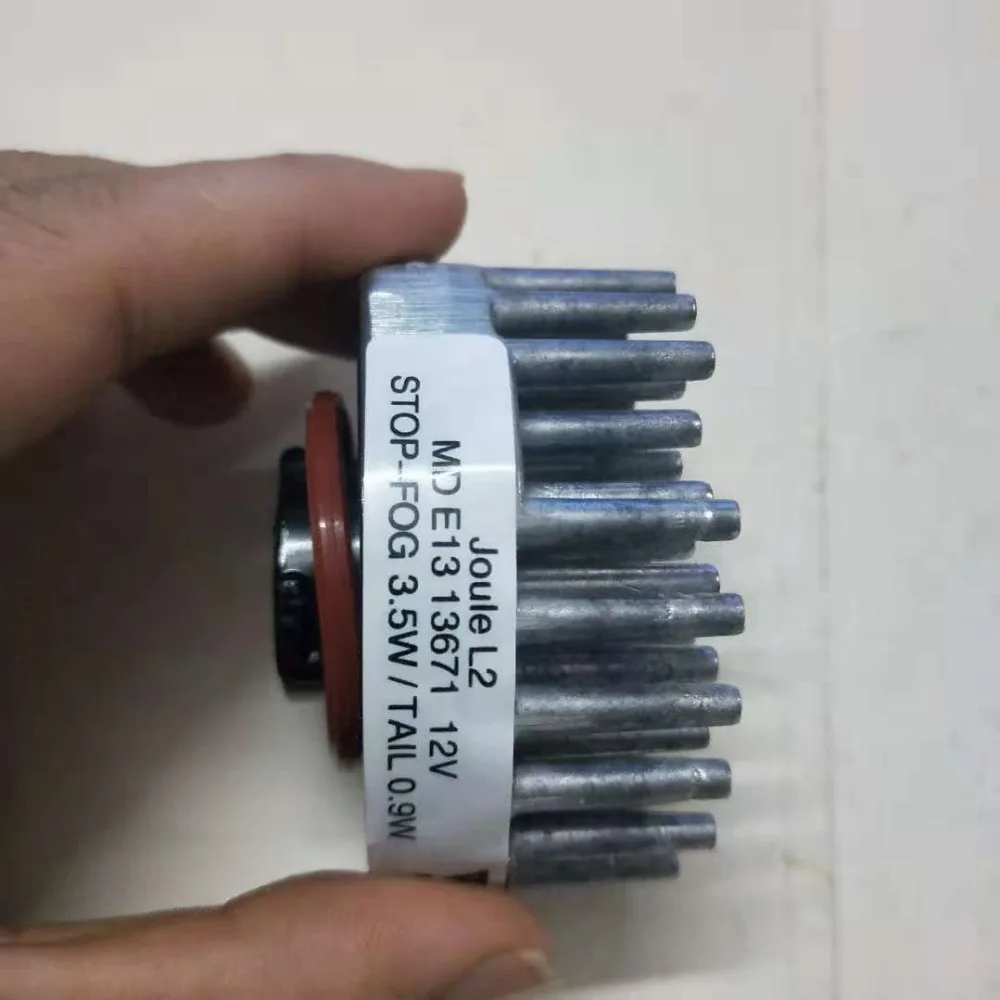 Joule L2
MD E13 13671 12V
STOP-FOG 3.5W / TAIL 0.9W